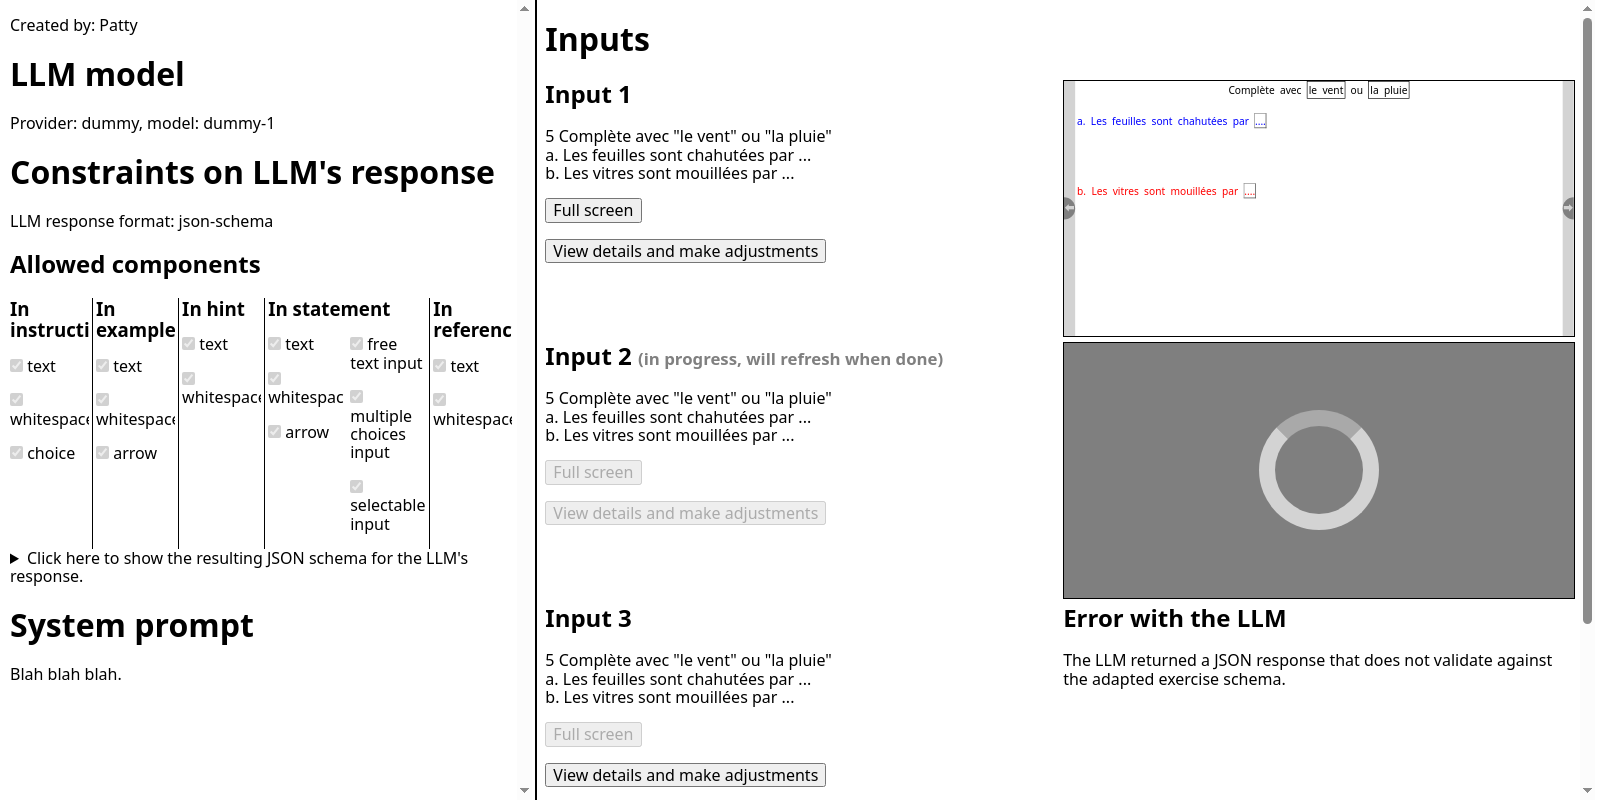 Created by: Patty
LLM model
Provider: dummy, model: dummy-1
Constraints on LLM's response
LLM response format: json-schema
Allowed components
In
instructi
text
whitespace
choice
In
example
text
whitespace
arrow
In hint
text
whitespace
In statement
text
whitespac
arrow
free
text input
multiple
choices
input
selectable
input
In
referenc
text
whitespace
Click here to show the resulting JSON schema for the LLM's
response.
System prompt
Blah blah blah.
Inputs
Input 1
5 Complète avec "le vent" ou "la pluie"
a. Les feuilles sont chahutées par ...
b. Les vitres sont mouillées par ...
Full screen
View details and make adjustments
Complète avec le vent ou la pluie
a. Les feuilles sont chahutées par ....
b. Les vitres sont mouillées par ....
Input 2 (in progress, will refresh when done)
5 Complète avec "le vent" ou "la pluie"
a. Les feuilles sont chahutées par ...
b. Les vitres sont mouillées par ...
Full screen
View details and make adjustments
Input 3
5 Complète avec "le vent" ou "la pluie"
a. Les feuilles sont chahutées par ...
b. Les vitres sont mouillées par ...
Full screen
View details and make adjustments
Error with the LLM
The LLM returned a JSON response that does not validate against
the adapted exercise schema.